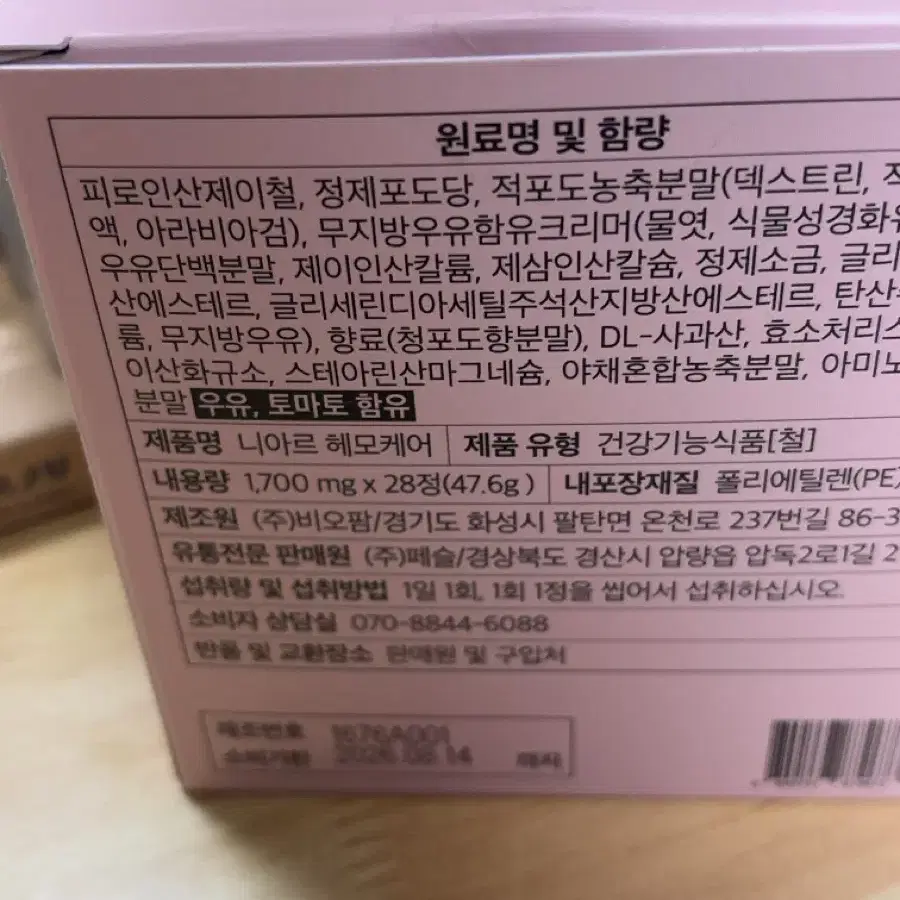 원료명 및 함량
피로인산제이철, 정제포도당, 적포도농축분말(덱스트린, 적
액, 아라비아검), 무지방우유함유크리머(물엿, 식물성경화유
우유단백분말, 제이인산칼륨, 제삼인산칼슘, 정제소금, 글리
산에스테르, 글리세린디아세틸주석산지방산에스테르, 탄산수
륨, 무지방우유), 향료(청포도향분말), DL-사과산, 효소처리스
이산화규소, 스테아린산마그네슘, 야채혼합농축분말, 아미노
분말 우유, 토마토 함유
제품명 니아르 헤모케어 제품 유형 건강기능식품[철]
내용량 1,700 mg x 28정(47.6g) 내포장재질 폴리에틸렌(PE)
제조원 (주)비오팜/경기도 화성시 팔탄면 온천로 237번길 86-3
유통전문 판매원 (주)페슬/경상북도 경산시 압량읍 압독2로1길 2
섭취량 및 섭취방법 1일 1회, 1회 1정을 씹어서 섭취하십시오.
소비자 상담실 070-8844-6088
반품 및 교환장소 판매원 및 구입처
제조번호
소비기한